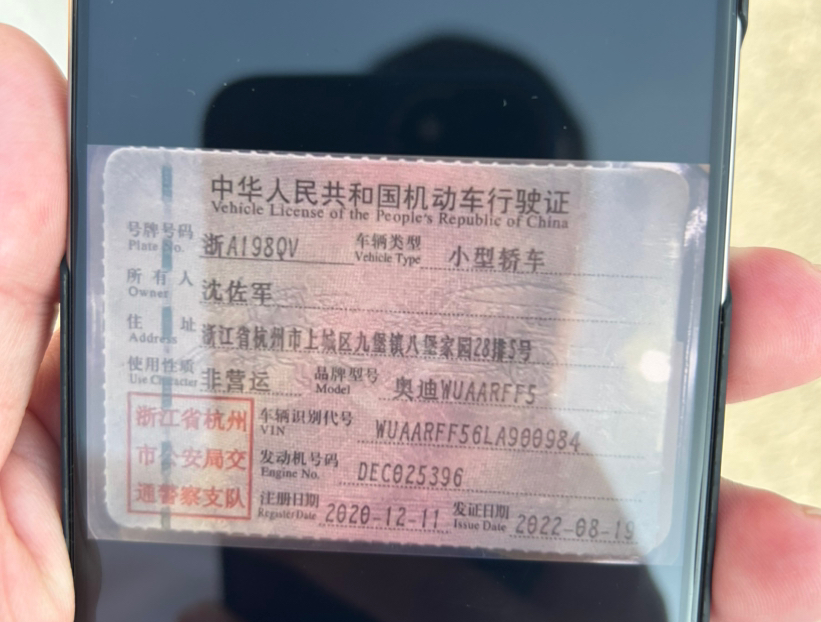 中华人民共和国机动车行驶证
Vehicle License of the People's Republic of China
号牌号码 浙A198QV 车辆类型 小型轿车
Plate No. Vehicle Type
所有人 沈佐军
Owner
住址 浙江省杭州市上城区九堡镇八堡家园28排5号
Address
使用性质 非营运 品牌型号 奥迪WUAARFF5
Use Character Model
浙江省杭州
市公安局交
通警察支队
车辆识别代号 WUAARFF56LA900984
VIN
发动机号码 DEC025396
Engine No.
注册日期 2020-12-11 发证日期 2022-08-19
Register Date Issue Date